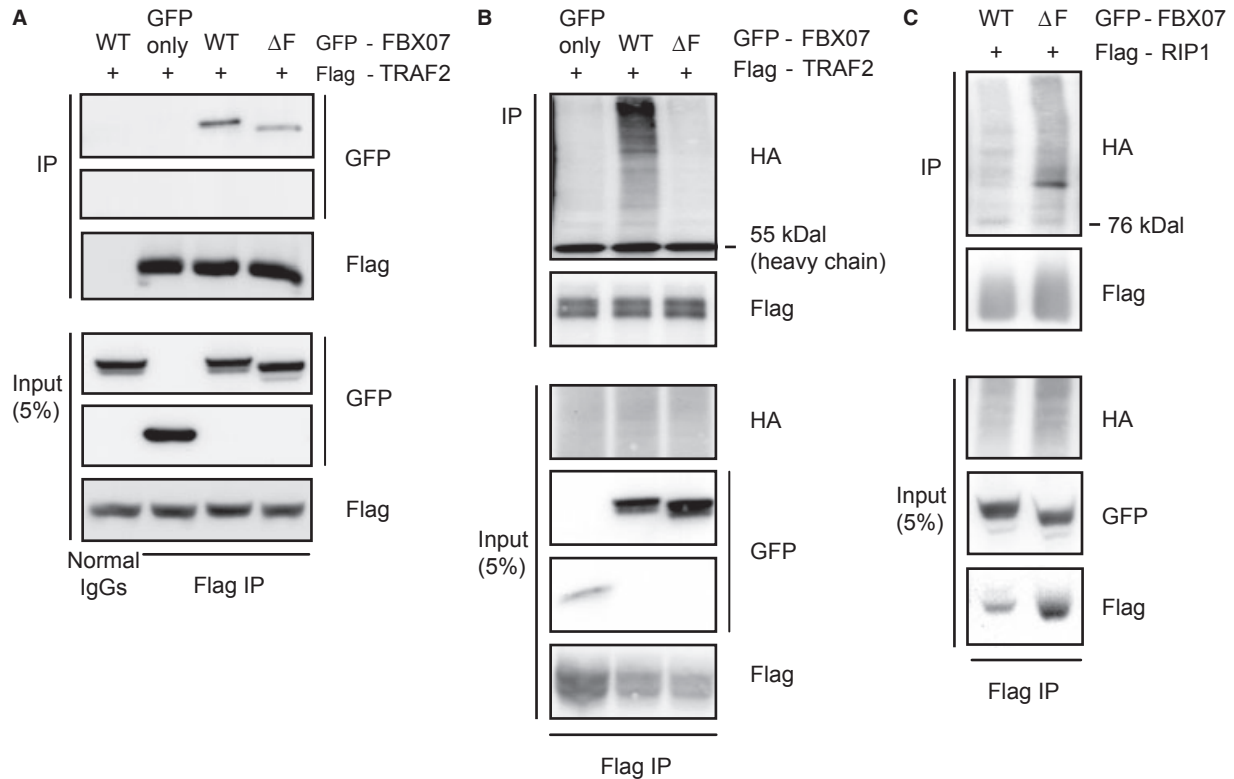 A
WT GFP only WT ΔF GFP - FBX07
+ + + + Flag - TRAF2
IP
GFP
Flag
Input (5%)
GFP
Flag
Normal IgGs
Flag IP
B
GFP only WT ΔF GFP - FBX07
+ + + Flag - TRAF2
IP
HA
55 kDal
(heavy chain)
Flag
HA
Input (5%)
GFP
Flag
Flag IP
C
WT ΔF GFP - FBX07
+ + Flag - RIP1
IP
HA
76 kDal
Flag
HA
Input (5%)
GFP
Flag
Flag IP